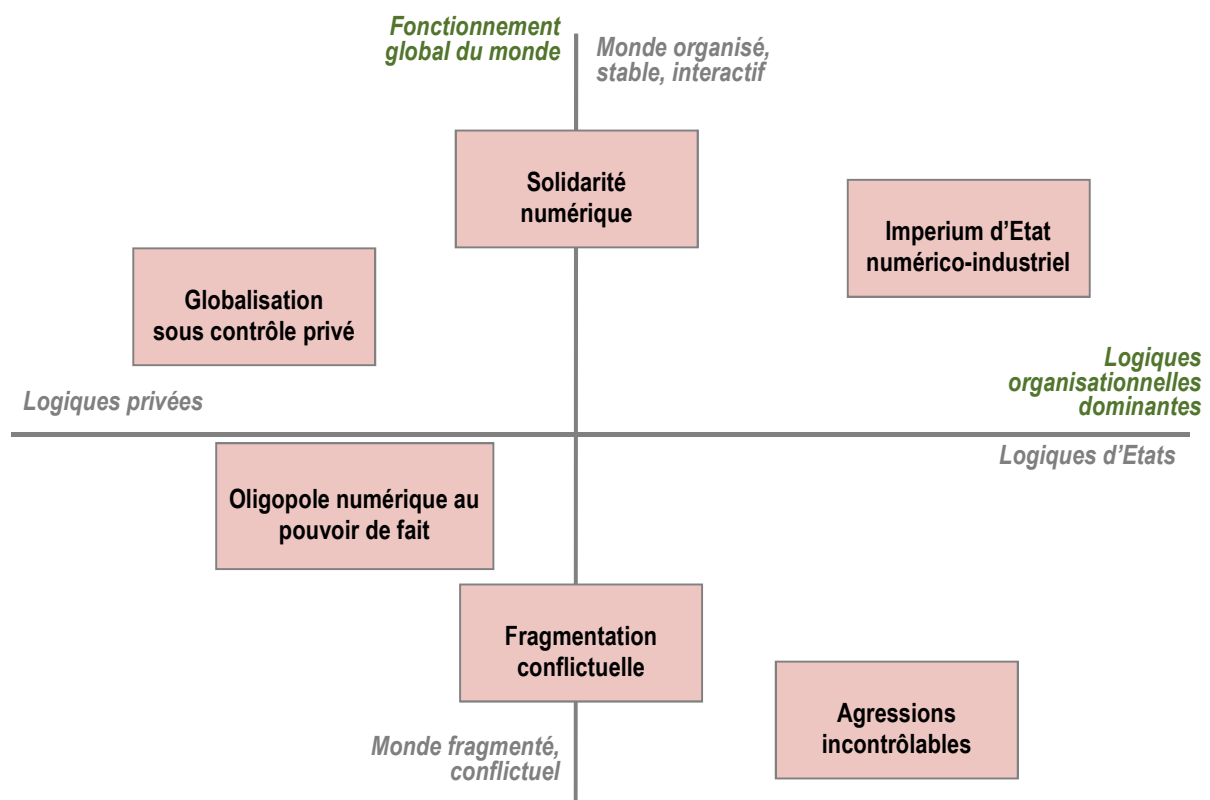 Fonctionnement
global du monde
Monde organisé,
stable, interactif
Solidarité
numérique
Imperium d'Etat
numérico-industriel
Globalisation
sous contrôle privé
Logiques
organisationnelles
dominantes
Logiques privées
Logiques d'Etats
Oligopole numérique au
pouvoir de fait
Fragmentation
conflictuelle
Agressions
incontrôlables
Monde fragmenté,
conflictuel